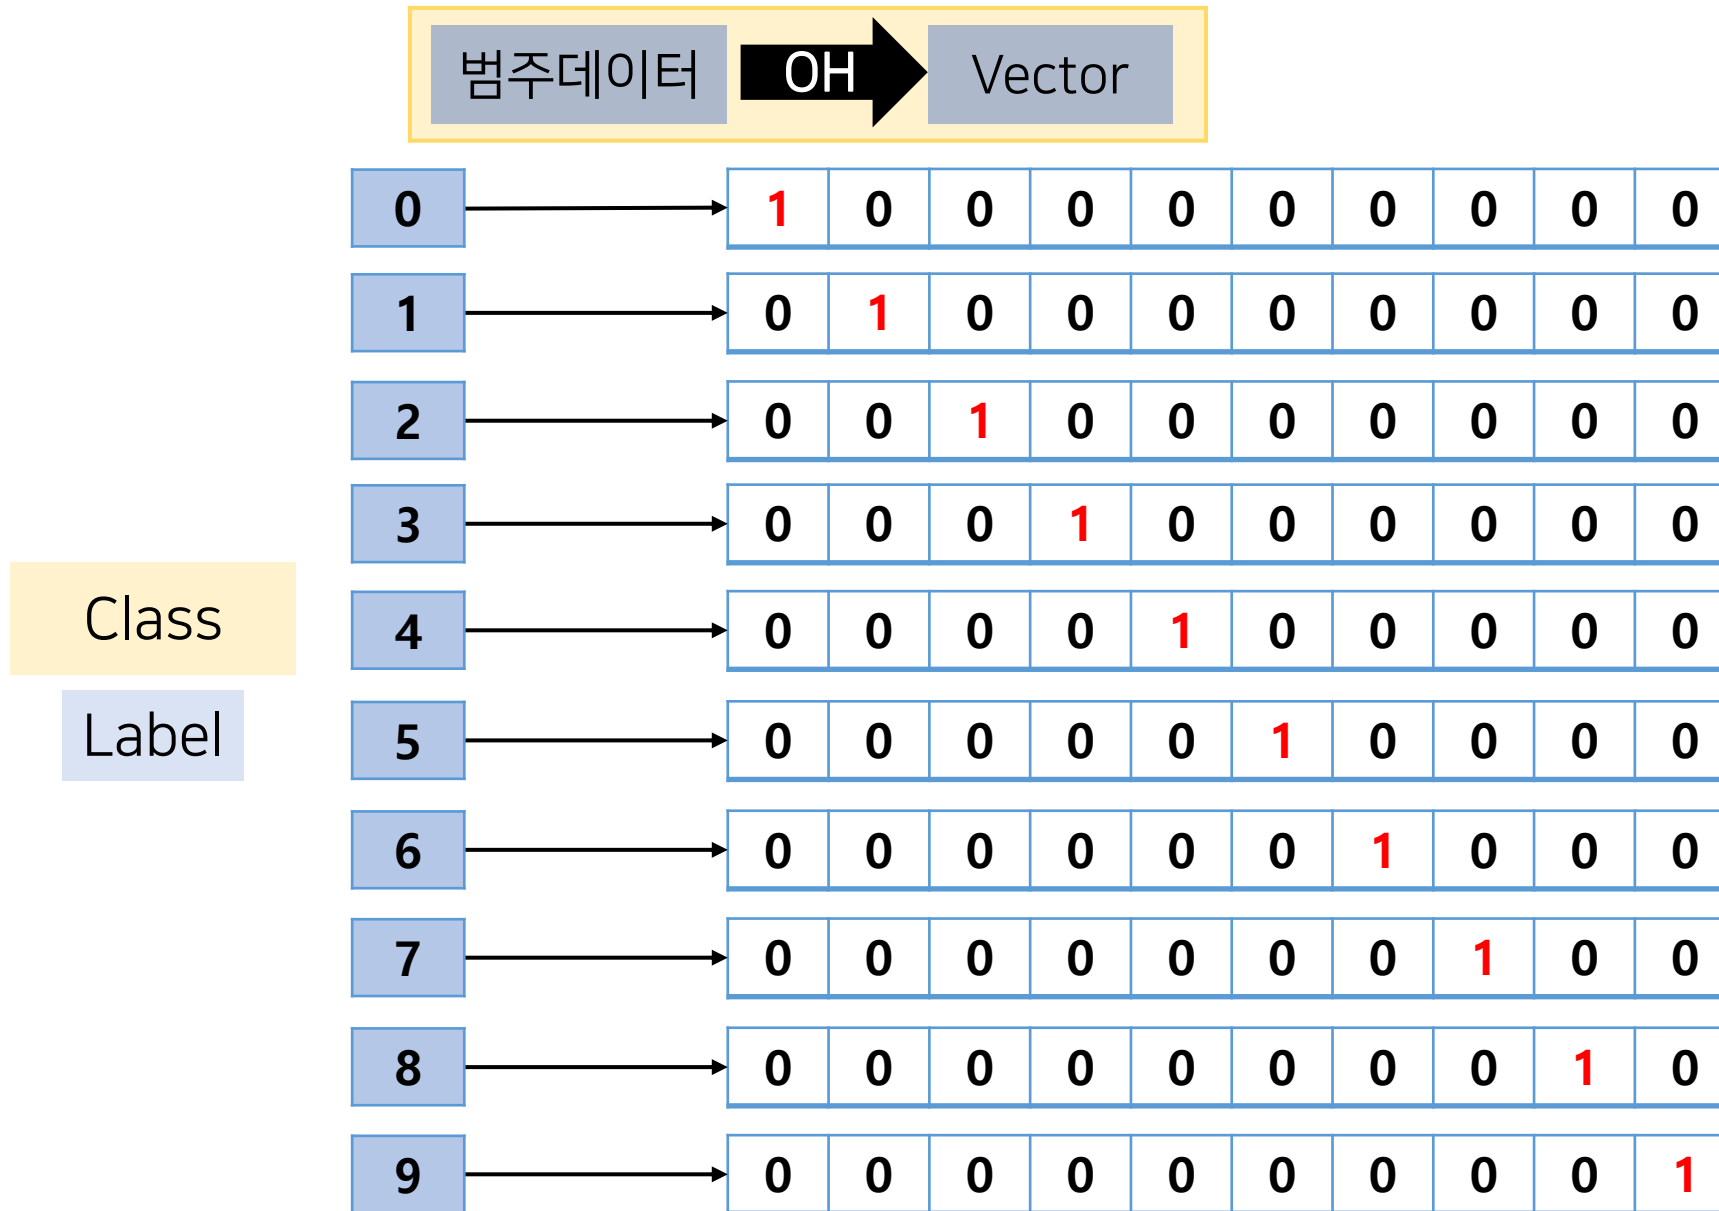 범주데이터 OH Vector
0 1 0 0 0 0 0 0 0 0 0
1 0 1 0 0 0 0 0 0 0 0
2 0 0 1 0 0 0 0 0 0 0
3 0 0 0 1 0 0 0 0 0 0
Class
4 0 0 0 0 1 0 0 0 0 0
Label
5 0 0 0 0 0 1 0 0 0 0
6 0 0 0 0 0 0 1 0 0 0
7 0 0 0 0 0 0 0 1 0 0
8 0 0 0 0 0 0 0 0 1 0
9 0 0 0 0 0 0 0 0 0 1